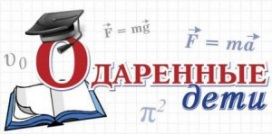 F⃗ = mg⃗
F⃗ = ma⃗
υ₀
ОДАРЕННЫЕ
дети
π²